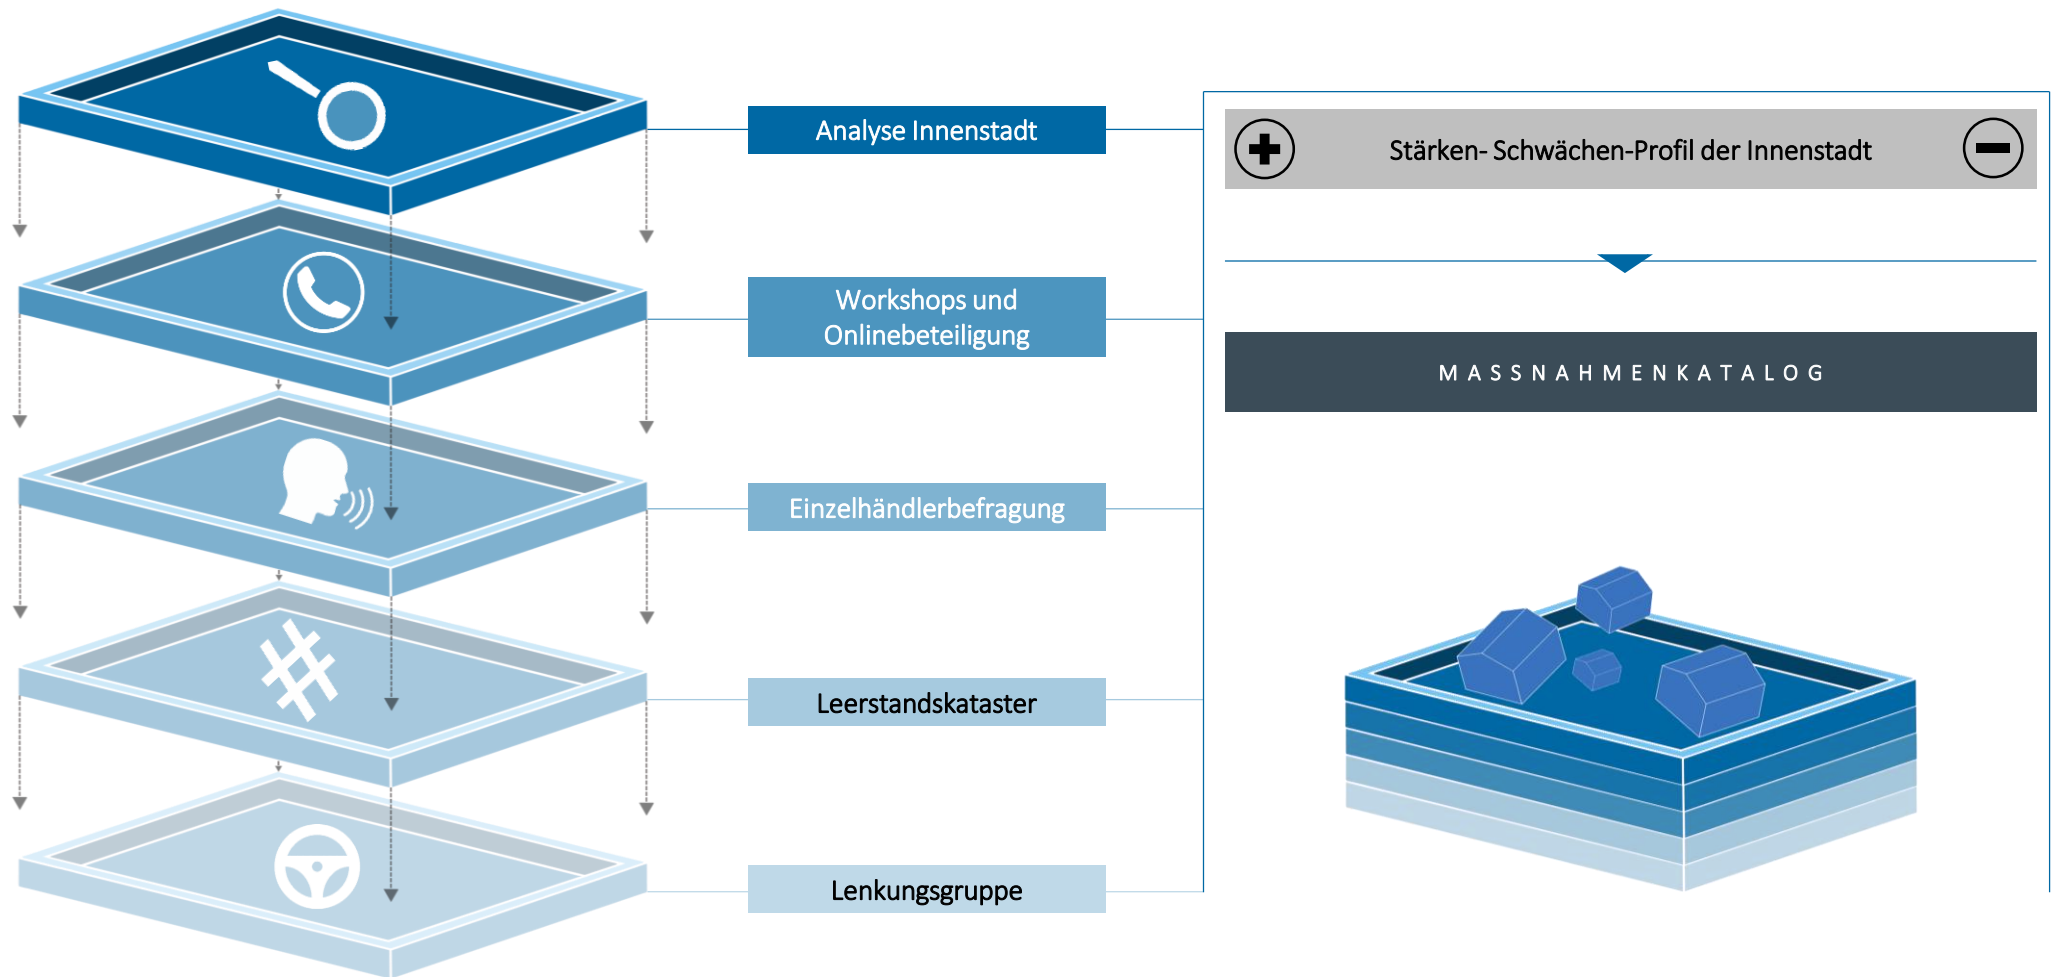 Analyse Innenstadt
Workshops und
Onlinebeteiligung
Einzelhändlerbefragung
Leerstandskataster
Lenkungsgruppe
Stärken- Schwächen-Profil der Innenstadt
MASSNAHMENKATALOG